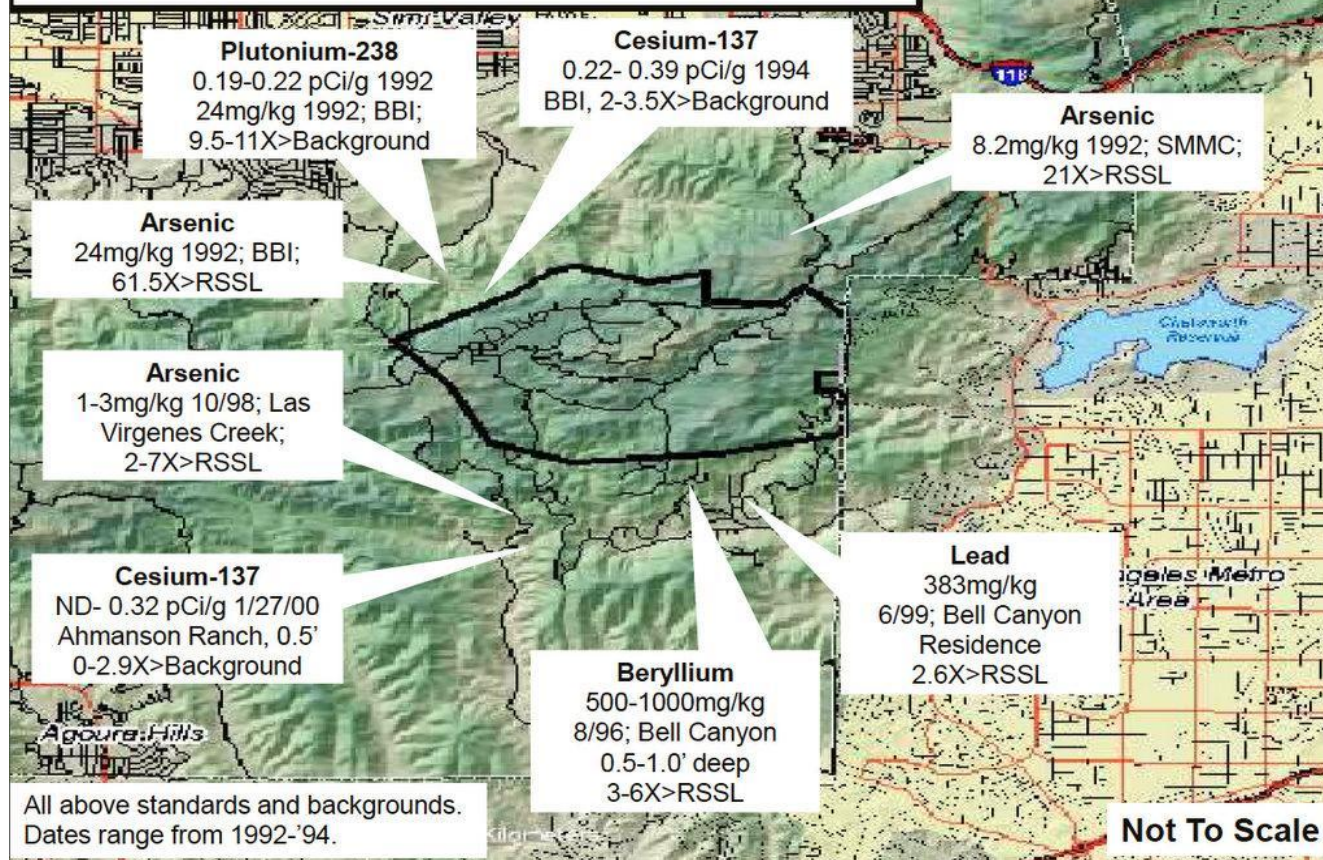 Simi Valley
Plutonium-238
0.19-0.22 pCi/g 1992
24mg/kg 1992; BBI;
9.5-11X>Background
Cesium-137
0.22- 0.39 pCi/g 1994
BBI, 2-3.5X>Background
118
Arsenic
8.2mg/kg 1992; SMMC;
21X>RSSL
Arsenic
24mg/kg 1992; BBI;
61.5X>RSSL
Chatsworth
Reservoir
Arsenic
1-3mg/kg 10/98; Las
Virgenes Creek;
2-7X>RSSL
Cesium-137
ND- 0.32 pCi/g 1/27/00
Ahmanson Ranch, 0.5'
0-2.9X>Background
Lead
383mg/kg
6/99; Bell Canyon
Residence
2.6X>RSSL
geles Metro
Area
Beryllium
500-1000mg/kg
8/96; Bell Canyon
0.5-1.0' deep
3-6X>RSSL
Agoura Hills
All above standards and backgrounds.
Dates range from 1992-'94.
Kilometers
Not To Scale